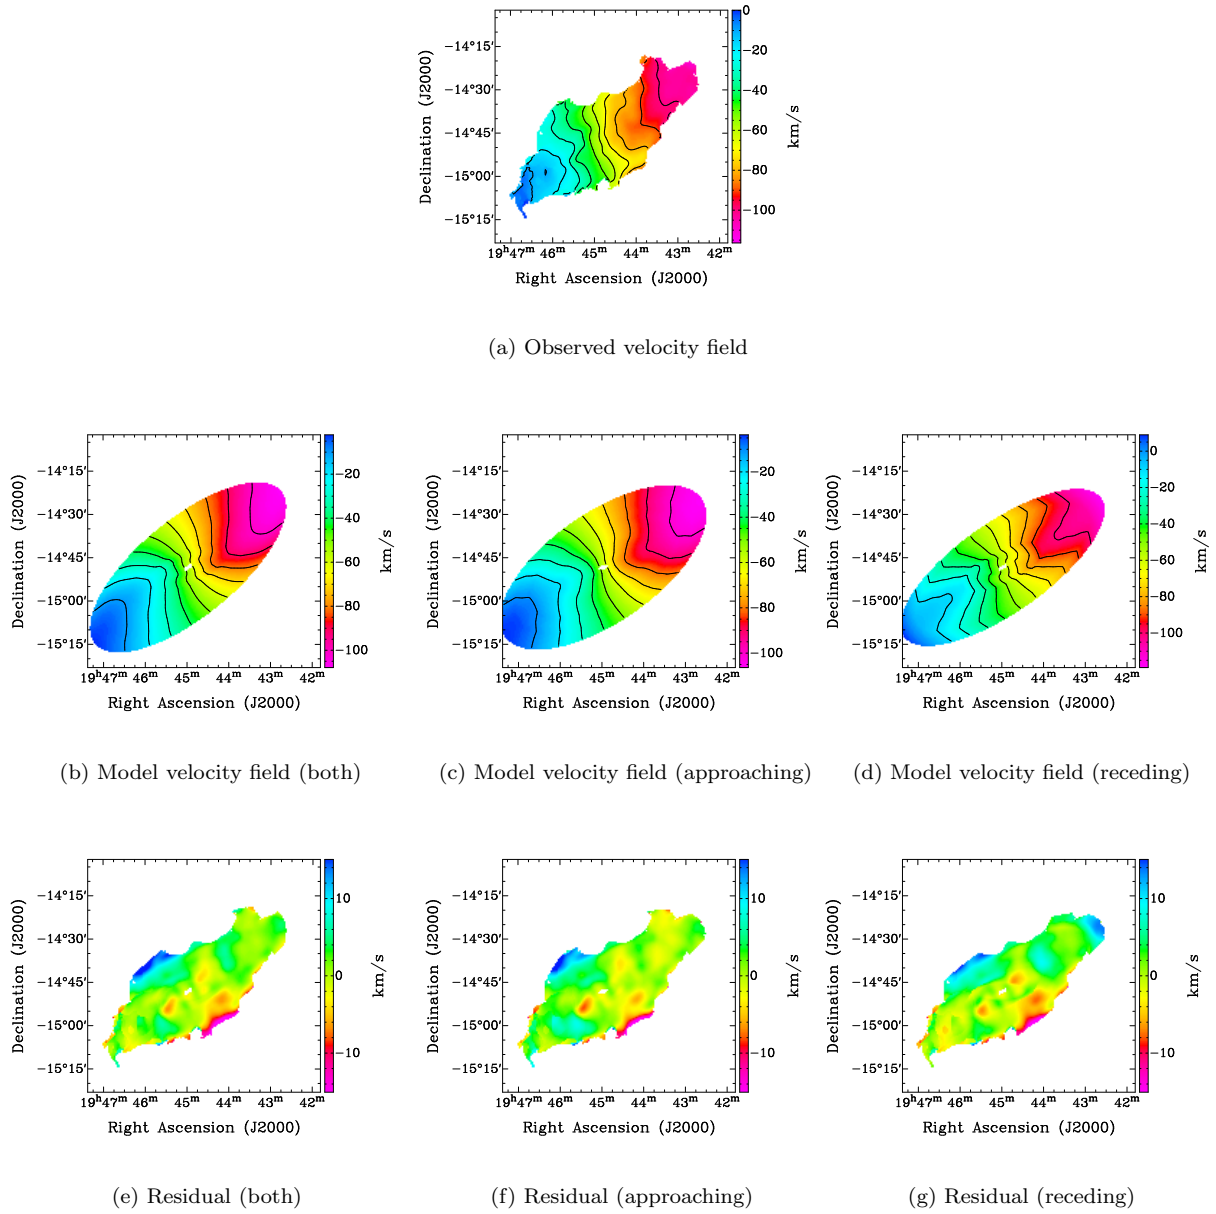 0
−14°15′
−20
−14°30′
−40
−14°45′
−60
−15°00′
−80
−15°15′
−100
Declination (J2000)
km/s
19ʰ47ᵐ 46ᵐ 45ᵐ 44ᵐ 43ᵐ 42ᵐ
Right Ascension (J2000)
(a) Observed velocity field
−14°15′
−14°30′
−14°45′
−15°00′
−15°15′
Declination (J2000)
−20
−40
−60
−80
−100
km/s
19ʰ47ᵐ 46ᵐ 45ᵐ 44ᵐ 43ᵐ 42ᵐ
Right Ascension (J2000)
(b) Model velocity field (both)
−14°15′
−14°30′
−14°45′
−15°00′
−15°15′
Declination (J2000)
−20
−40
−60
−80
−100
km/s
19ʰ47ᵐ 46ᵐ 45ᵐ 44ᵐ 43ᵐ 42ᵐ
Right Ascension (J2000)
(c) Model velocity field (approaching)
−14°15′
−14°30′
−14°45′
−15°00′
−15°15′
Declination (J2000)
0
−20
−40
−60
−80
−100
km/s
19ʰ47ᵐ 46ᵐ 45ᵐ 44ᵐ 43ᵐ 42ᵐ
Right Ascension (J2000)
(d) Model velocity field (receding)
−14°15′
−14°30′
−14°45′
−15°00′
−15°15′
Declination (J2000)
10
0
−10
km/s
19ʰ47ᵐ 46ᵐ 45ᵐ 44ᵐ 43ᵐ 42ᵐ
Right Ascension (J2000)
(e) Residual (both)
−14°15′
−14°30′
−14°45′
−15°00′
−15°15′
Declination (J2000)
10
0
−10
km/s
19ʰ47ᵐ 46ᵐ 45ᵐ 44ᵐ 43ᵐ 42ᵐ
Right Ascension (J2000)
(f) Residual (approaching)
−14°15′
−14°30′
−14°45′
−15°00′
−15°15′
Declination (J2000)
10
0
−10
km/s
19ʰ47ᵐ 46ᵐ 45ᵐ 44ᵐ 43ᵐ 42ᵐ
Right Ascension (J2000)
(g) Residual (receding)